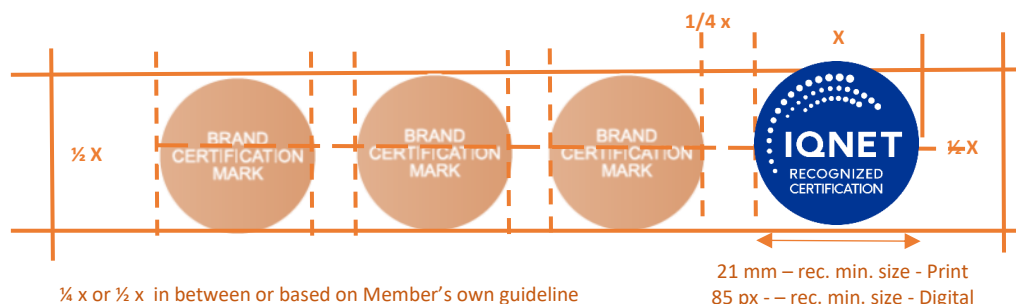 1/4 x
X
½ X
BRAND
CERTIFICATION
MARK
BRAND
CERTIFICATION
MARK
BRAND
CERTIFICATION
MARK
IQNET
RECOGNIZED
CERTIFICATION
½ X
¼ x or ½ x in between or based on Member's own guideline
21 mm – rec. min. size - Print
85 px - – rec. min. size - Digital